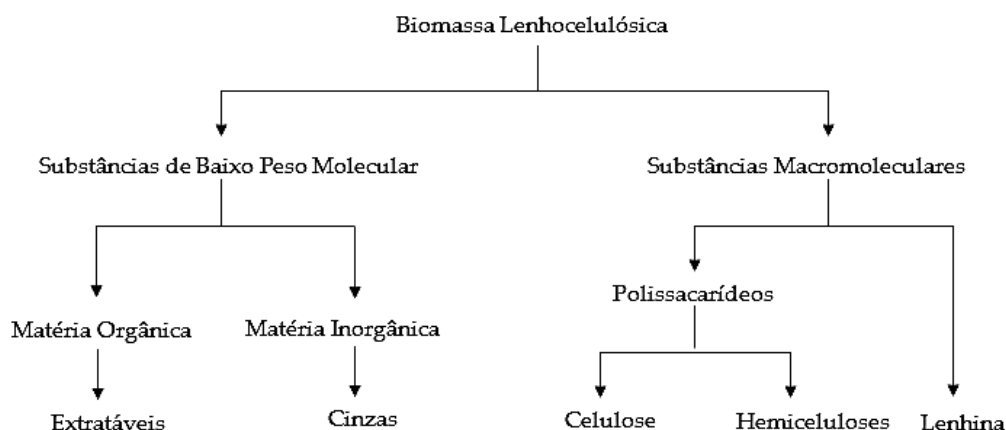 Biomassa Lenhocelulósica
Substâncias de Baixo Peso Molecular
Substâncias Macromoleculares
Polissacarídeos
Matéria Orgânica
Matéria Inorgânica
Extratáveis
Cinzas
Celulose
Hemiceluloses
Lenhina